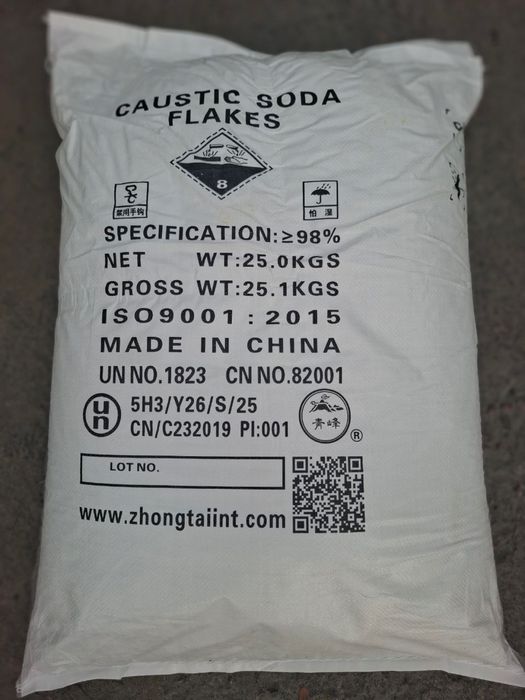 CAUSTIC SODA
FLAKES
8
禁用手钩
怕 湿
SPECIFICATION:≥98%
NET WT:25.0KGS
GROSS WT:25.1KGS
ISO9001 : 2015
MADE IN CHINA
UN NO.1823 CN NO.82001
un
5H3/Y26/S/25
CN/C232019 PI:001
青峰
®
LOT NO.
www.zhongtaiint.com